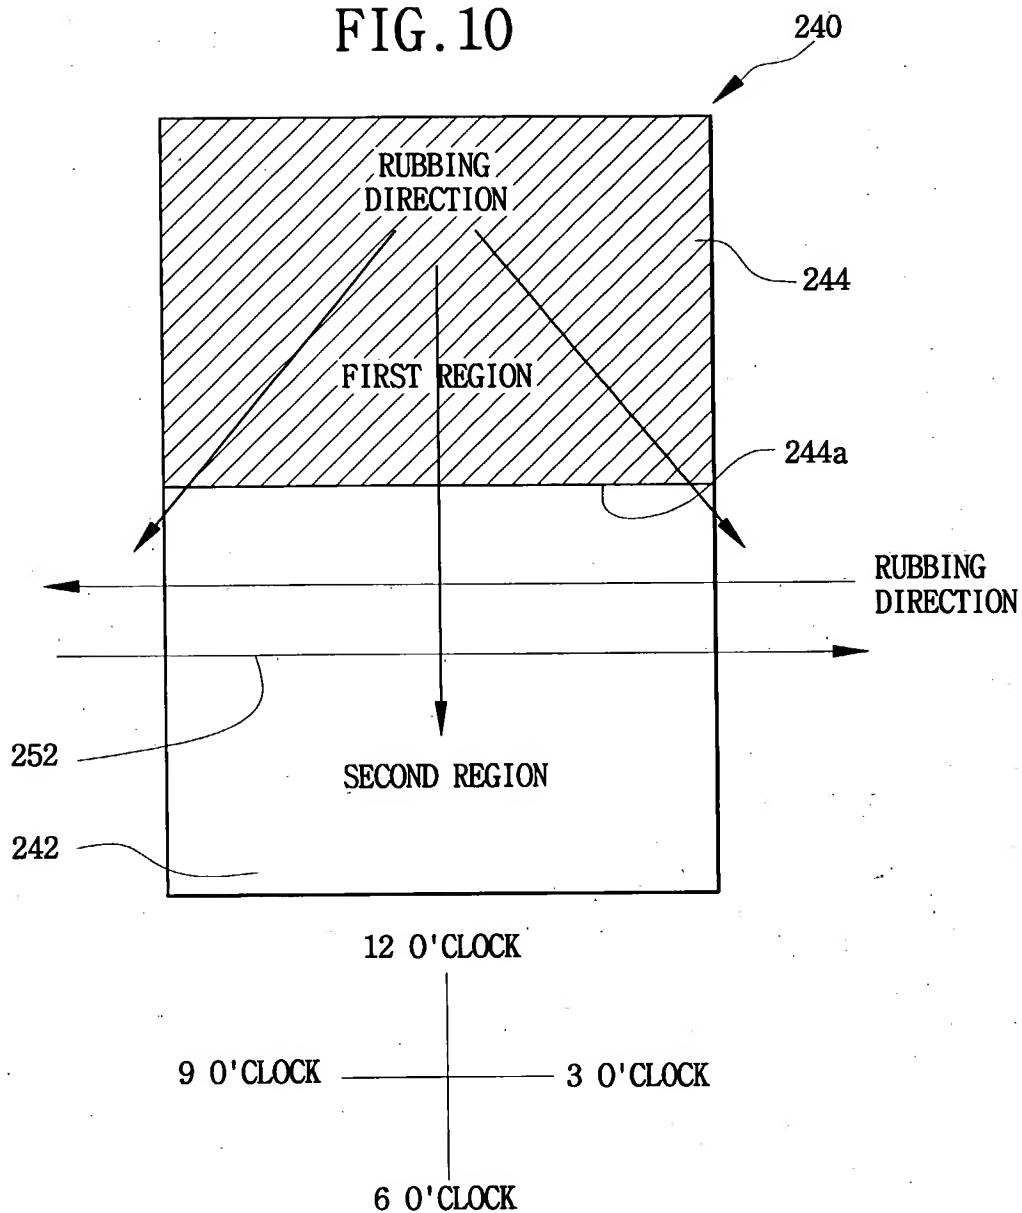 FIG.10
240
RUBBING
DIRECTION
244
FIRST REGION
244a
RUBBING
DIRECTION
252
SECOND REGION
242
12 O'CLOCK
9 O'CLOCK
3 O'CLOCK
6 O'CLOCK